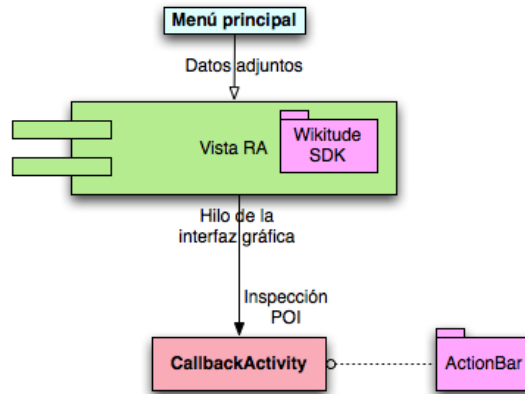 Menú principal
Datos adjuntos
Vista RA
Wikitude
SDK
Hilo de la
interfaz gráfica
Inspección
POI
CallbackActivity
ActionBar